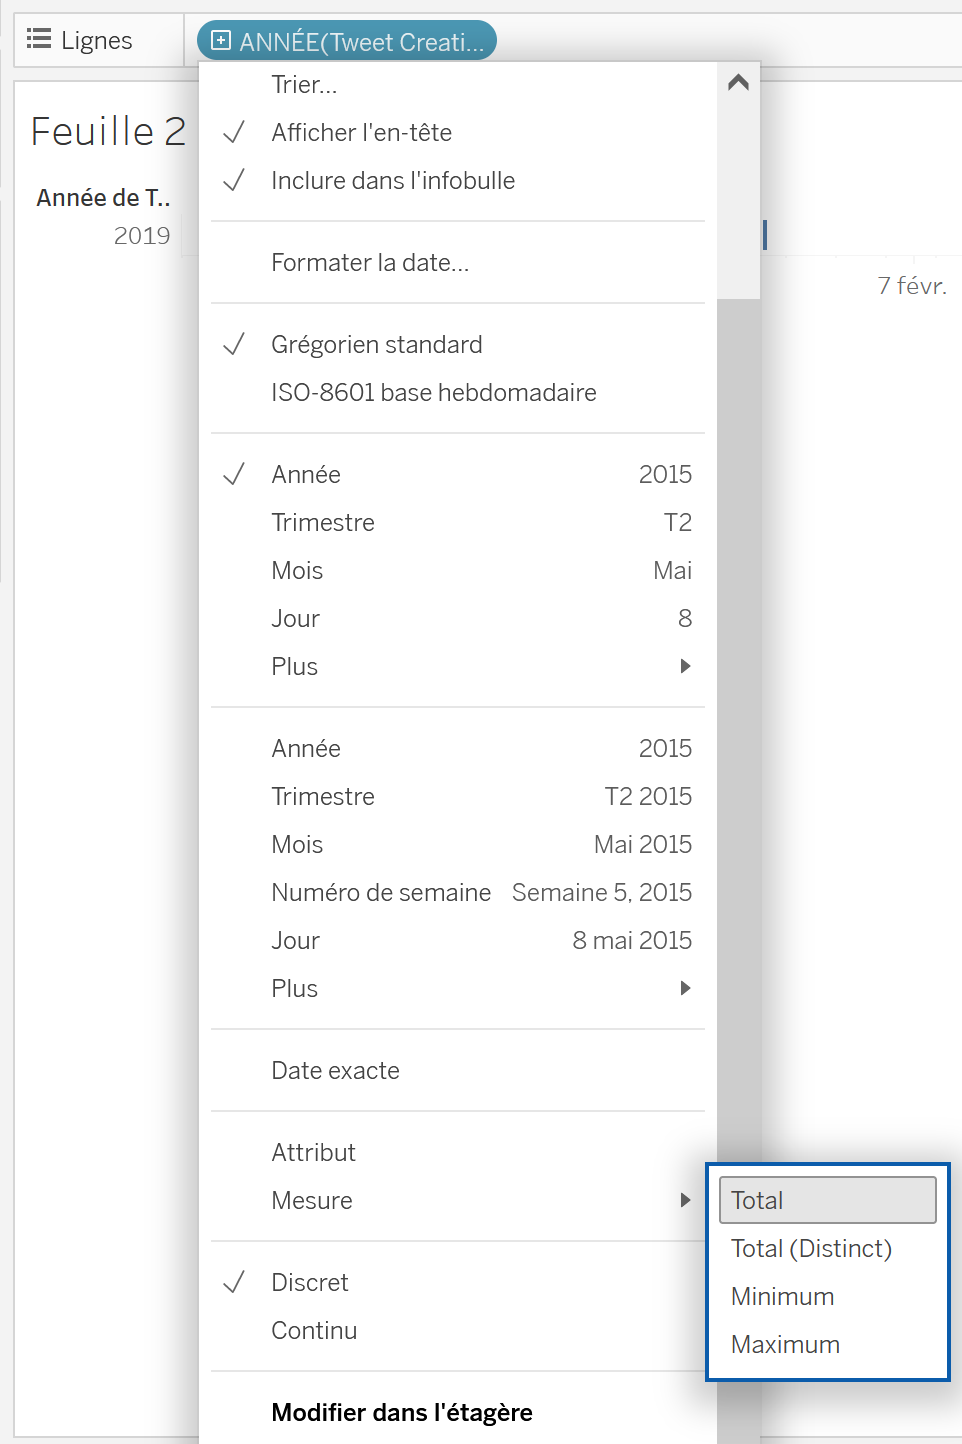 Lignes
ANNÉE(Tweet Creati...
Feuille 2
Année de T..
2019
7 févr.
Trier...
Afficher l'en-tête
Inclure dans l'infobulle
Formater la date...
Grégorien standard
ISO-8601 base hebdomadaire
Année 2015
Trimestre T2
Mois Mai
Jour 8
Plus
Année 2015
Trimestre T2 2015
Mois Mai 2015
Numéro de semaine Semaine 5, 2015
Jour 8 mai 2015
Plus
Date exacte
Attribut
Mesure
Total
Total (Distinct)
Minimum
Maximum
Discret
Continu
Modifier dans l'étagère